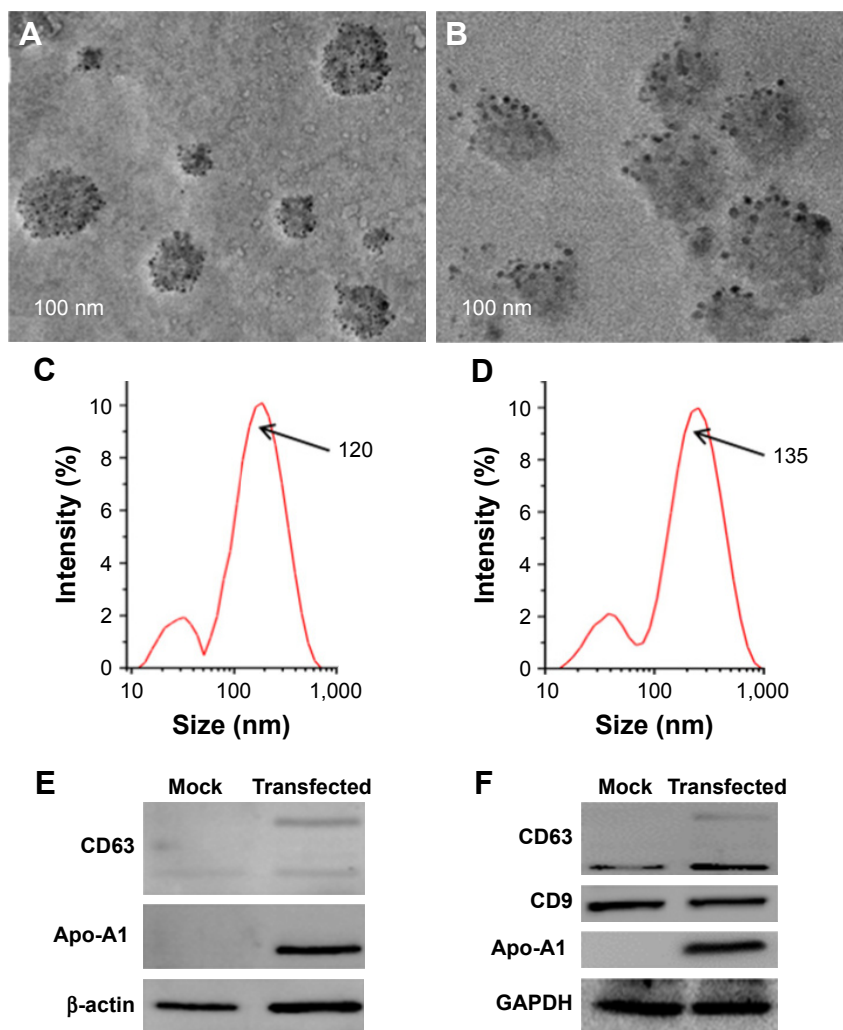 A
100 nm
B
100 nm
C
Intensity (%)
10
8
6
4
2
0
120
10 100 1,000
Size (nm)
D
Intensity (%)
10
8
6
4
2
0
135
10 100 1,000
Size (nm)
E
Mock Transfected
CD63
Apo-A1
β-actin
F
Mock Transfected
CD63
CD9
Apo-A1
GAPDH